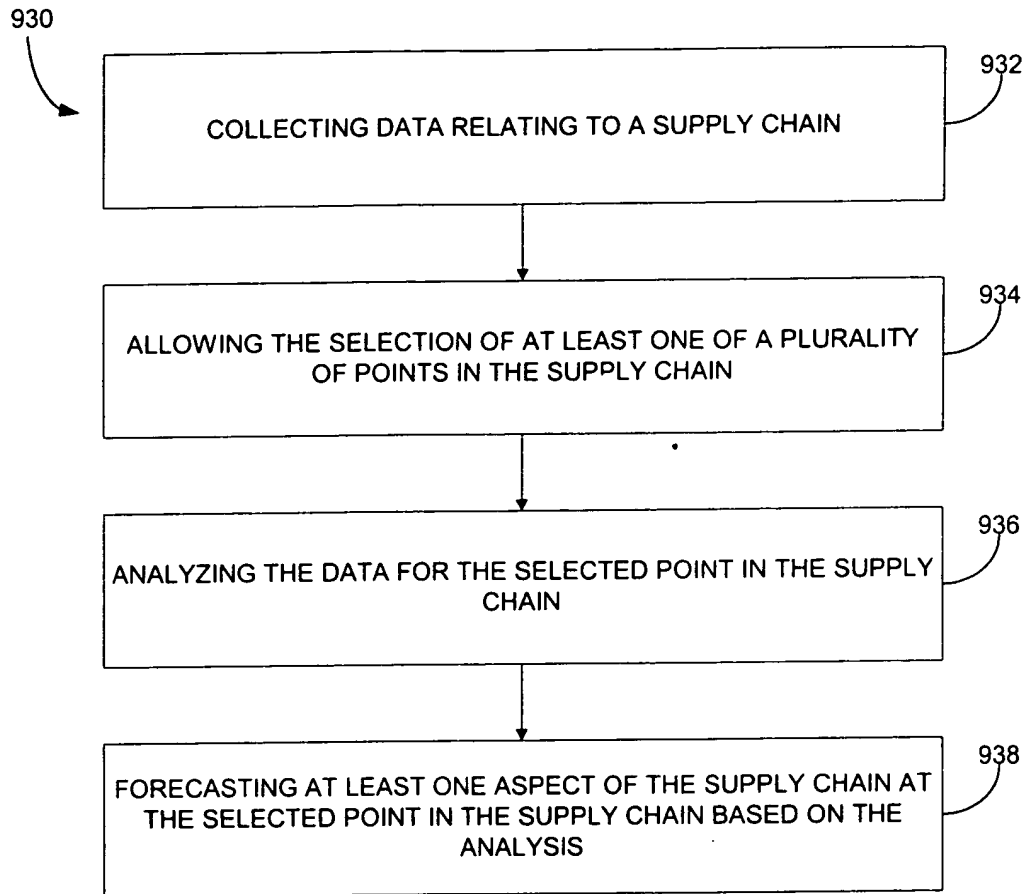 930
932
COLLECTING DATA RELATING TO A SUPPLY CHAIN
934
ALLOWING THE SELECTION OF AT LEAST ONE OF A PLURALITY
OF POINTS IN THE SUPPLY CHAIN
936
ANALYZING THE DATA FOR THE SELECTED POINT IN THE SUPPLY
CHAIN
938
FORECASTING AT LEAST ONE ASPECT OF THE SUPPLY CHAIN AT
THE SELECTED POINT IN THE SUPPLY CHAIN BASED ON THE
ANALYSIS